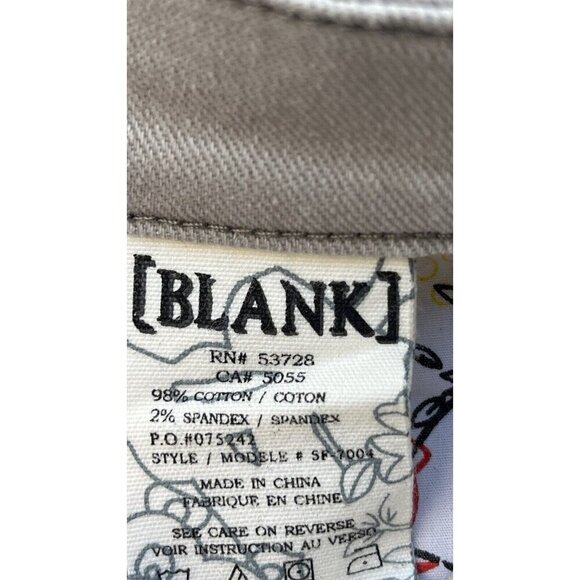 [BLANK]
RN# 53728
CA# 5055
98% COTTON / COTON
2% SPANDEX / SPANDEX
P.O.#075242
STYLE / MODELE # SF-7004
MADE IN CHINA
FABRIQUE EN CHINE
SEE CARE ON REVERSE
VOIR INSTRUCTION AU VERSO